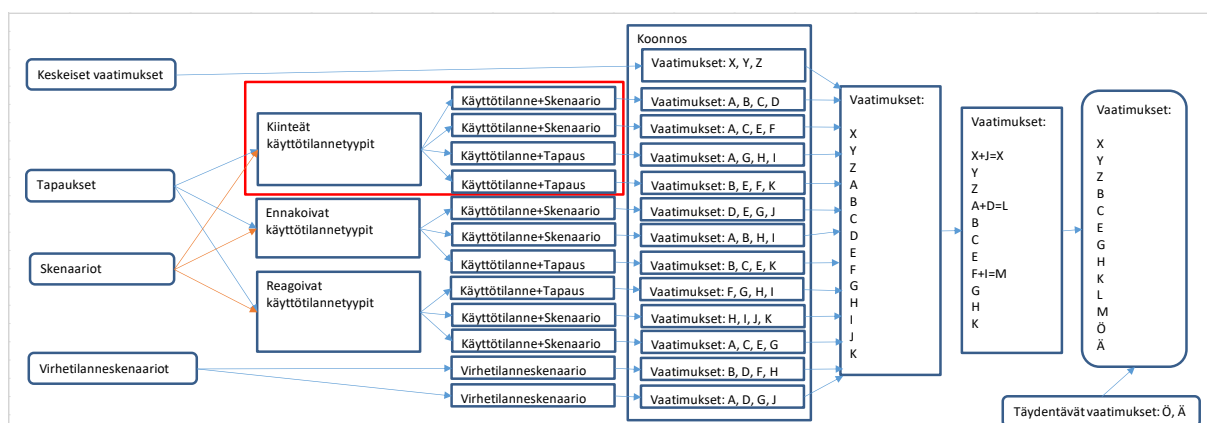 Koonnos
Keskeiset vaatimukset
Vaatimukset: X, Y, Z
Kiinteät
käyttötilannetyypit
Käyttötilanne+Skenaario
Vaatimukset: A, B, C, D
Käyttötilanne+Skenaario
Vaatimukset: A, C, E, F
Käyttötilanne+Tapaus
Vaatimukset: A, G, H, I
Käyttötilanne+Tapaus
Vaatimukset: B, E, F, K
Tapaukset
Skenaariot
Ennakoivat
käyttötilannetyypit
Käyttötilanne+Skenaario
Vaatimukset: D, E, G, J
Käyttötilanne+Skenaario
Vaatimukset: A, B, H, I
Käyttötilanne+Tapaus
Vaatimukset: B, C, E, K
Reagoivat
käyttötilannetyypit
Käyttötilanne+Tapaus
Vaatimukset: F, G, H, I
Käyttötilanne+Skenaario
Vaatimukset: H, I, J, K
Käyttötilanne+Skenaario
Vaatimukset: A, C, E, G
Virhetilanneskenaariot
Virhetilanneskenaario
Vaatimukset: B, D, F, H
Virhetilanneskenaario
Vaatimukset: A, D, G, J
Vaatimukset:
X
Y
Z
A
B
C
D
E
F
G
H
I
J
K
Vaatimukset:
X+J=X
Y
Z
A+D=L
B
C
E
F+I=M
G
H
K
Vaatimukset:
X
Y
Z
B
C
E
G
H
K
L
M
Ö
Ä
Täydentävät vaatimukset: Ö, Ä